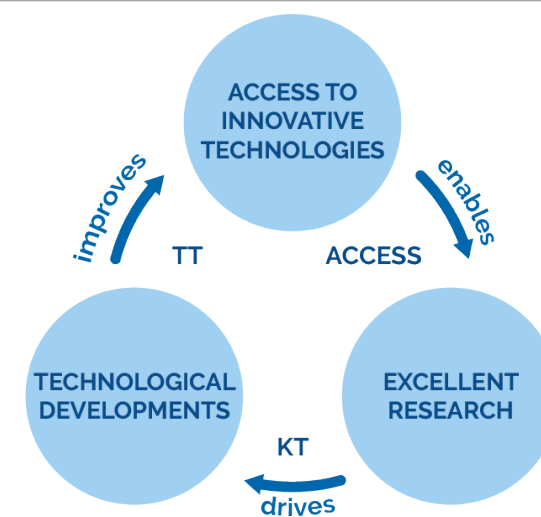 ACCESS TO
INNOVATIVE
TECHNOLOGIES
improves
enables
TT
ACCESS
TECHNOLOGICAL
DEVELOPMENTS
EXCELLENT
RESEARCH
KT
drives